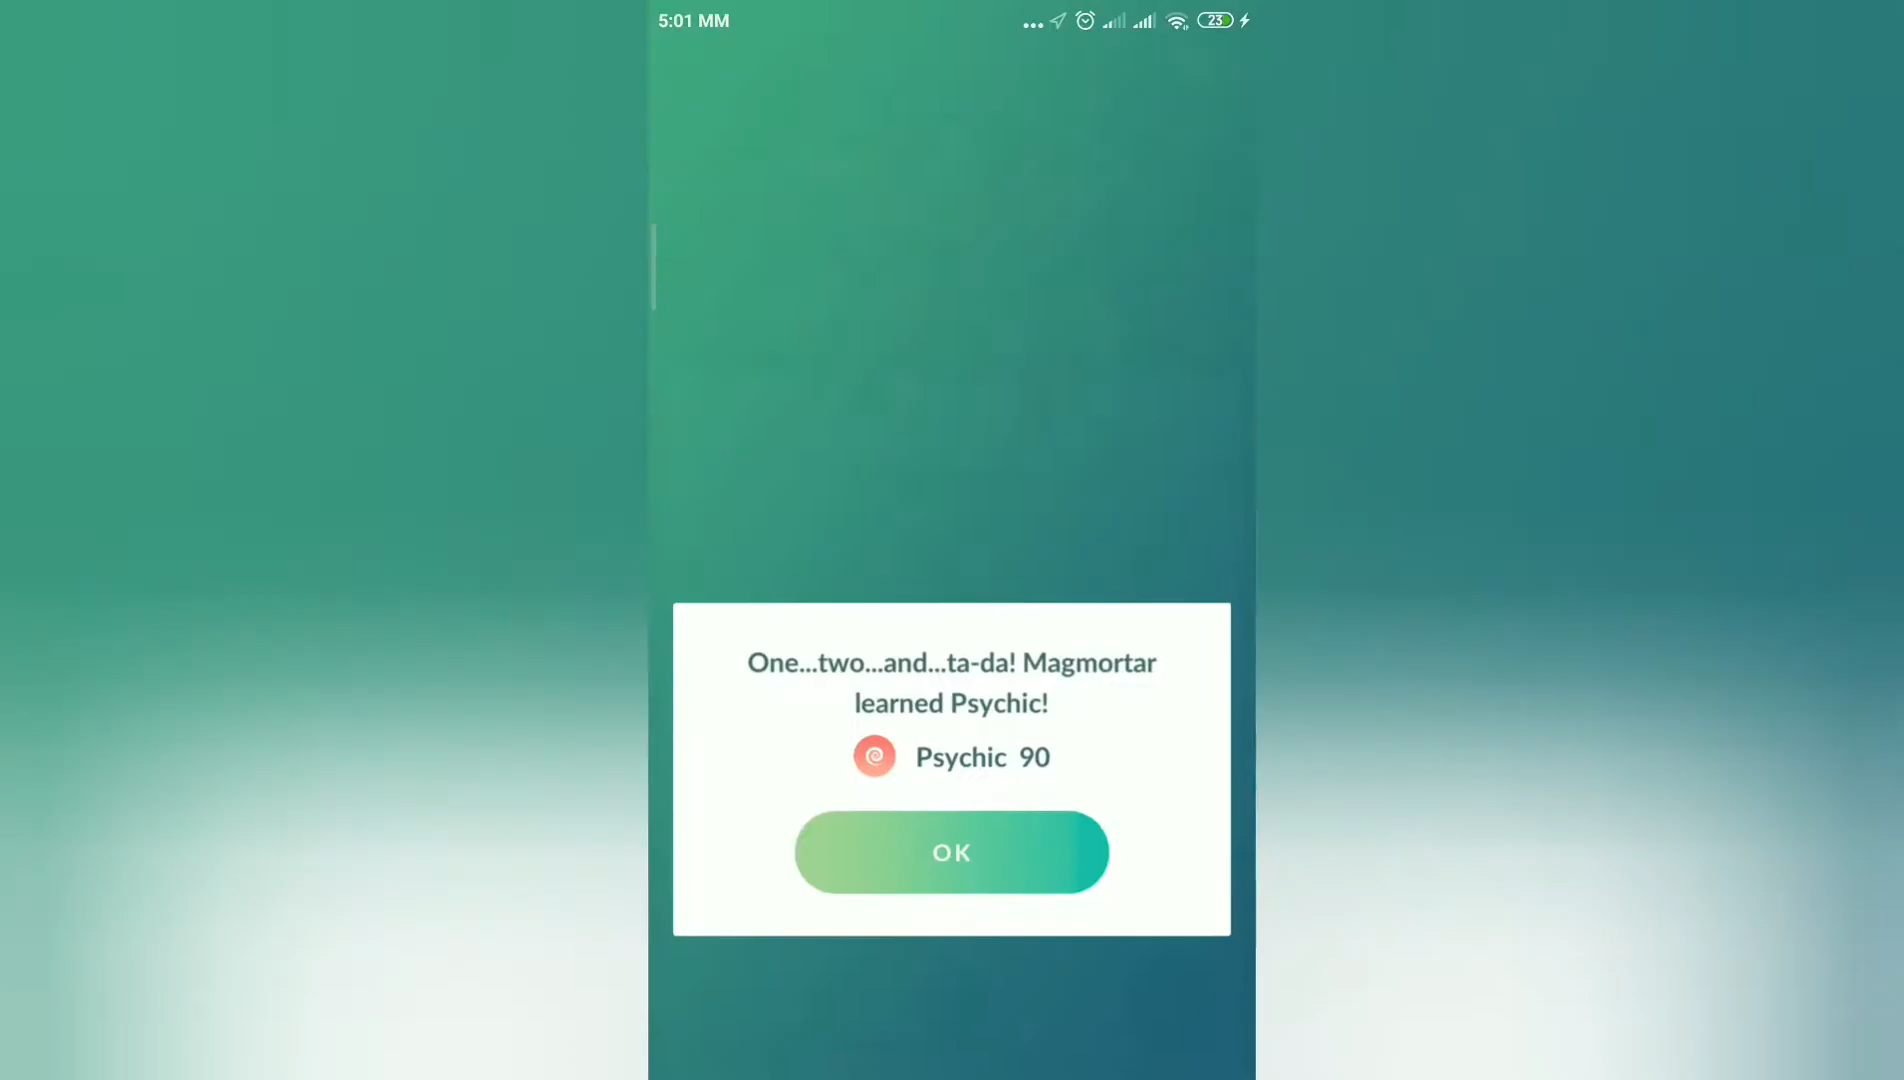 5:01 MM
23
One...two...and...ta-da! Magmortar
learned Psychic!
Psychic 90
OK